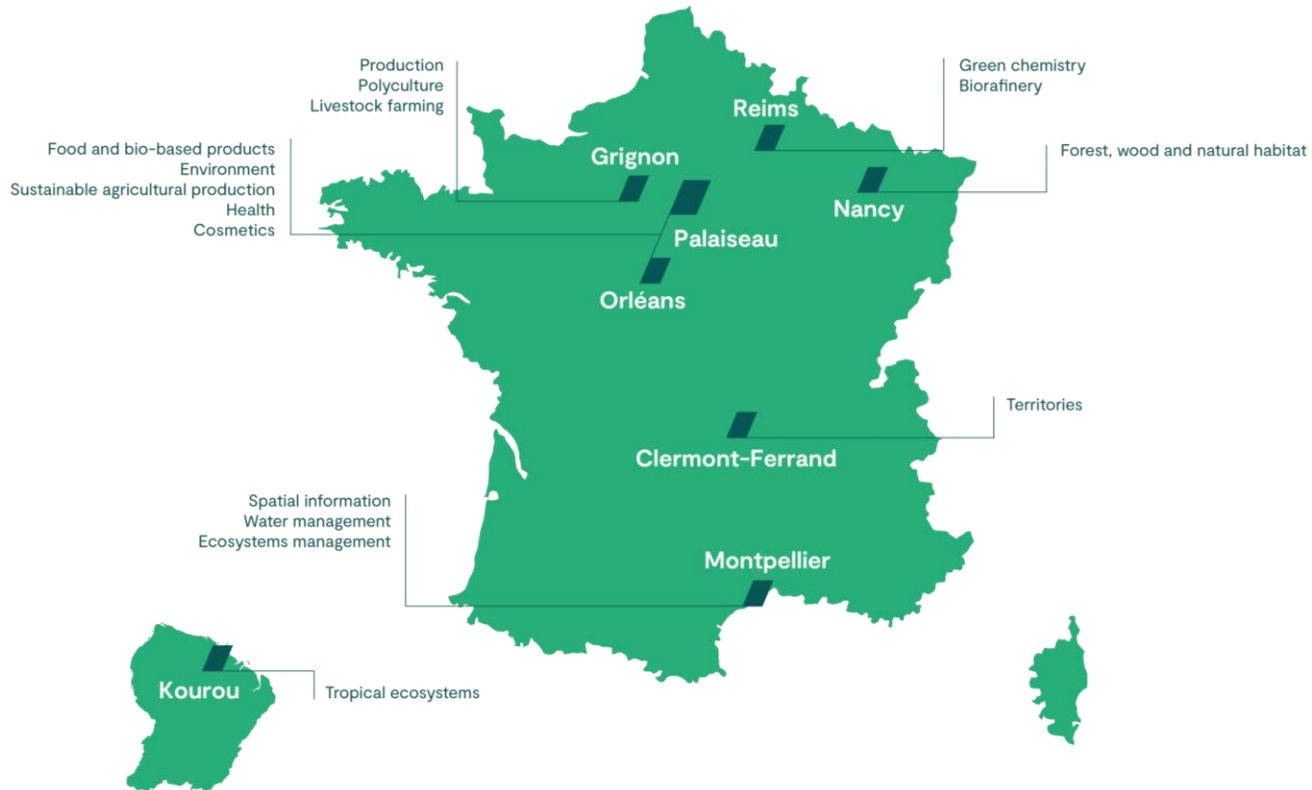 Production
Polyculture
Livestock farming
Green chemistry
Biorafinery
Reims
Food and bio-based products
Environment
Sustainable agricultural production
Health
Cosmetics
Grignon
Forest, wood and natural habitat
Nancy
Palaiseau
Orléans
Territories
Clermont-Ferrand
Spatial information
Water management
Ecosystems management
Montpellier
Kourou
Tropical ecosystems